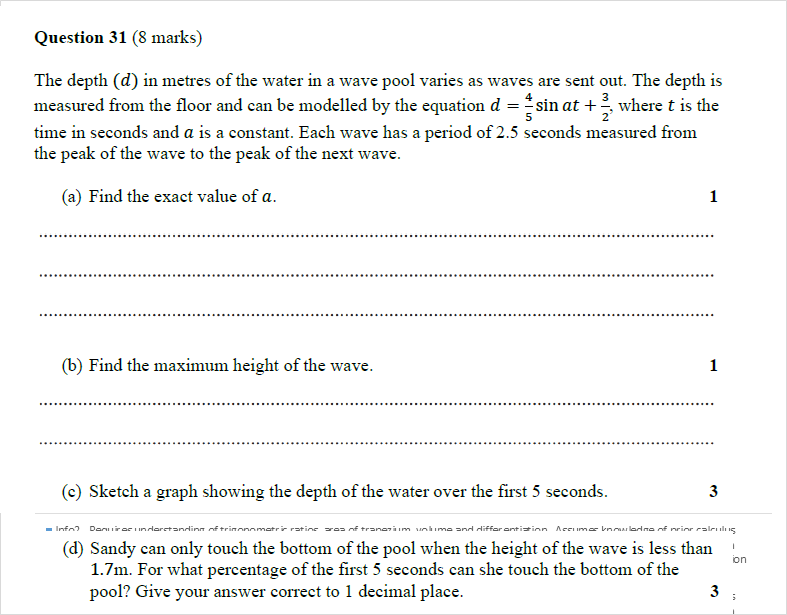 Question 31 (8 marks)
The depth (d) in metres of the water in a wave pool varies as waves are sent out. The depth is
measured from the floor and can be modelled by the equation d = 4/5 sin at + 3/2, where t is the
time in seconds and a is a constant. Each wave has a period of 2.5 seconds measured from
the peak of the wave to the peak of the next wave.
(a) Find the exact value of a. 1
(b) Find the maximum height of the wave. 1
(c) Sketch a graph showing the depth of the water over the first 5 seconds. 3
Info? Requires understanding of trigonometric ratios, area of trapezium, volume and differentiation. Assumes knowledge of prior calculus
(d) Sandy can only touch the bottom of the pool when the height of the wave is less than
ion
1.7m. For what percentage of the first 5 seconds can she touch the bottom of the
pool? Give your answer correct to 1 decimal place. 3